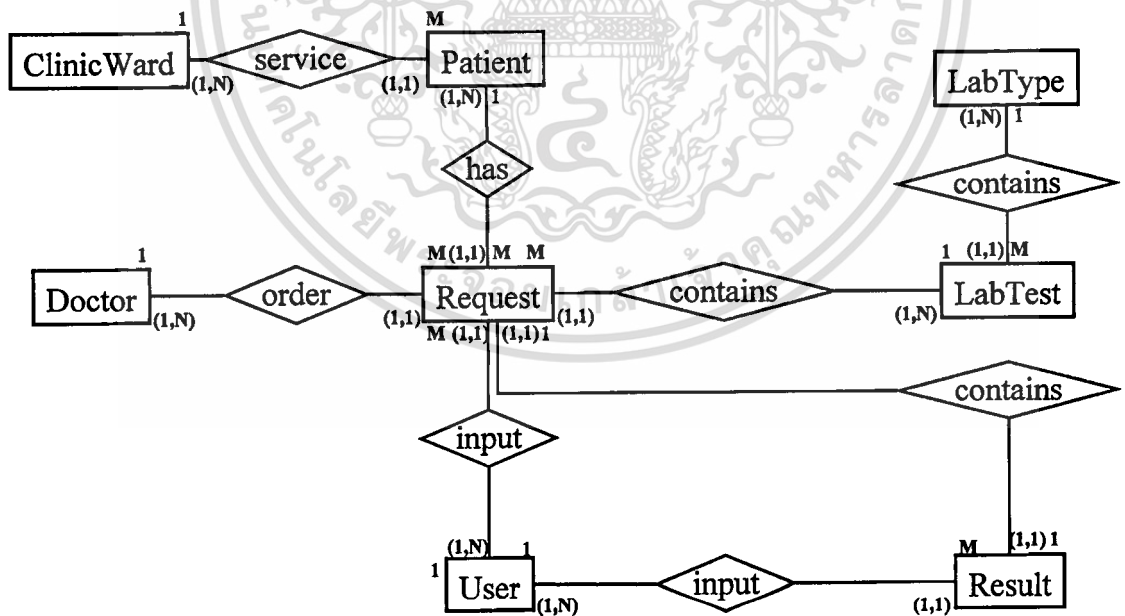 1 M
ClinicWard service Patient LabType
(1,N) (1,1) (1,N) 1 (1,N) 1
has contains
1 M (1,1) M M 1 (1,1) M
Doctor order Request contains LabTest
(1,N) (1,1) (1,1) (1,N)
M (1,1) (1,1) 1
contains
input
(1,N) 1 M (1,1) 1
1 User input Result
(1,N) (1,1)